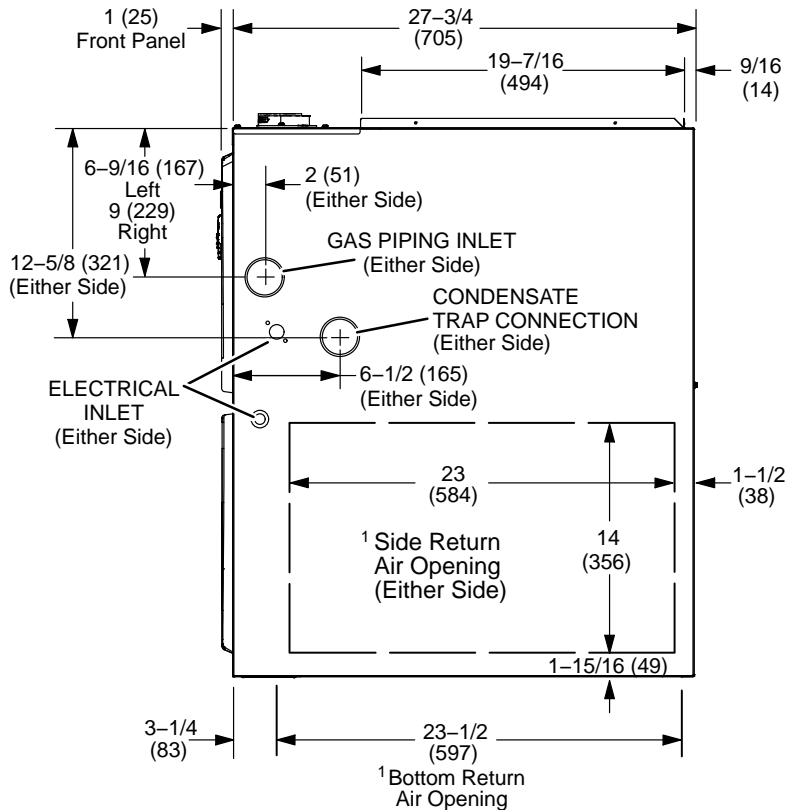 1 (25)
Front Panel
27–3/4
(705)
19–7/16
(494)
9/16
(14)
6–9/16 (167)
Left
9 (229)
Right
2 (51)
(Either Side)
12–5/8 (321)
(Either Side)
GAS PIPING INLET
(Either Side)
CONDENSATE
TRAP CONNECTION
(Either Side)
6–1/2 (165)
(Either Side)
ELECTRICAL
INLET
(Either Side)
23
(584)
1–1/2
(38)
1 Side Return
Air Opening
(Either Side)
14
(356)
1–15/16 (49)
3–1/4
(83)
23–1/2
(597)
1 Bottom Return
Air Opening